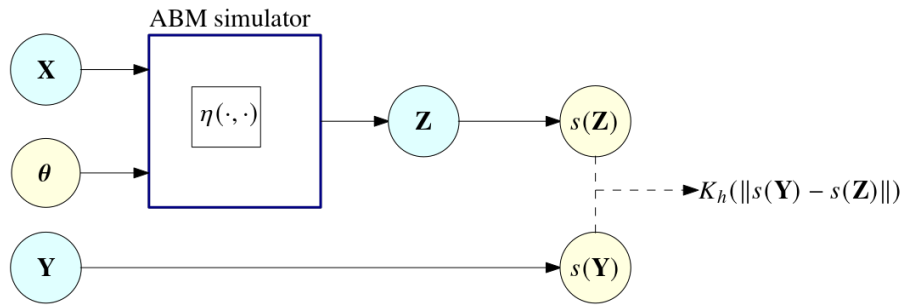 ABM simulator
X
η(·, ·)
Z
s(Z)
θ
K_h(‖s(Y) − s(Z)‖)
Y
s(Y)